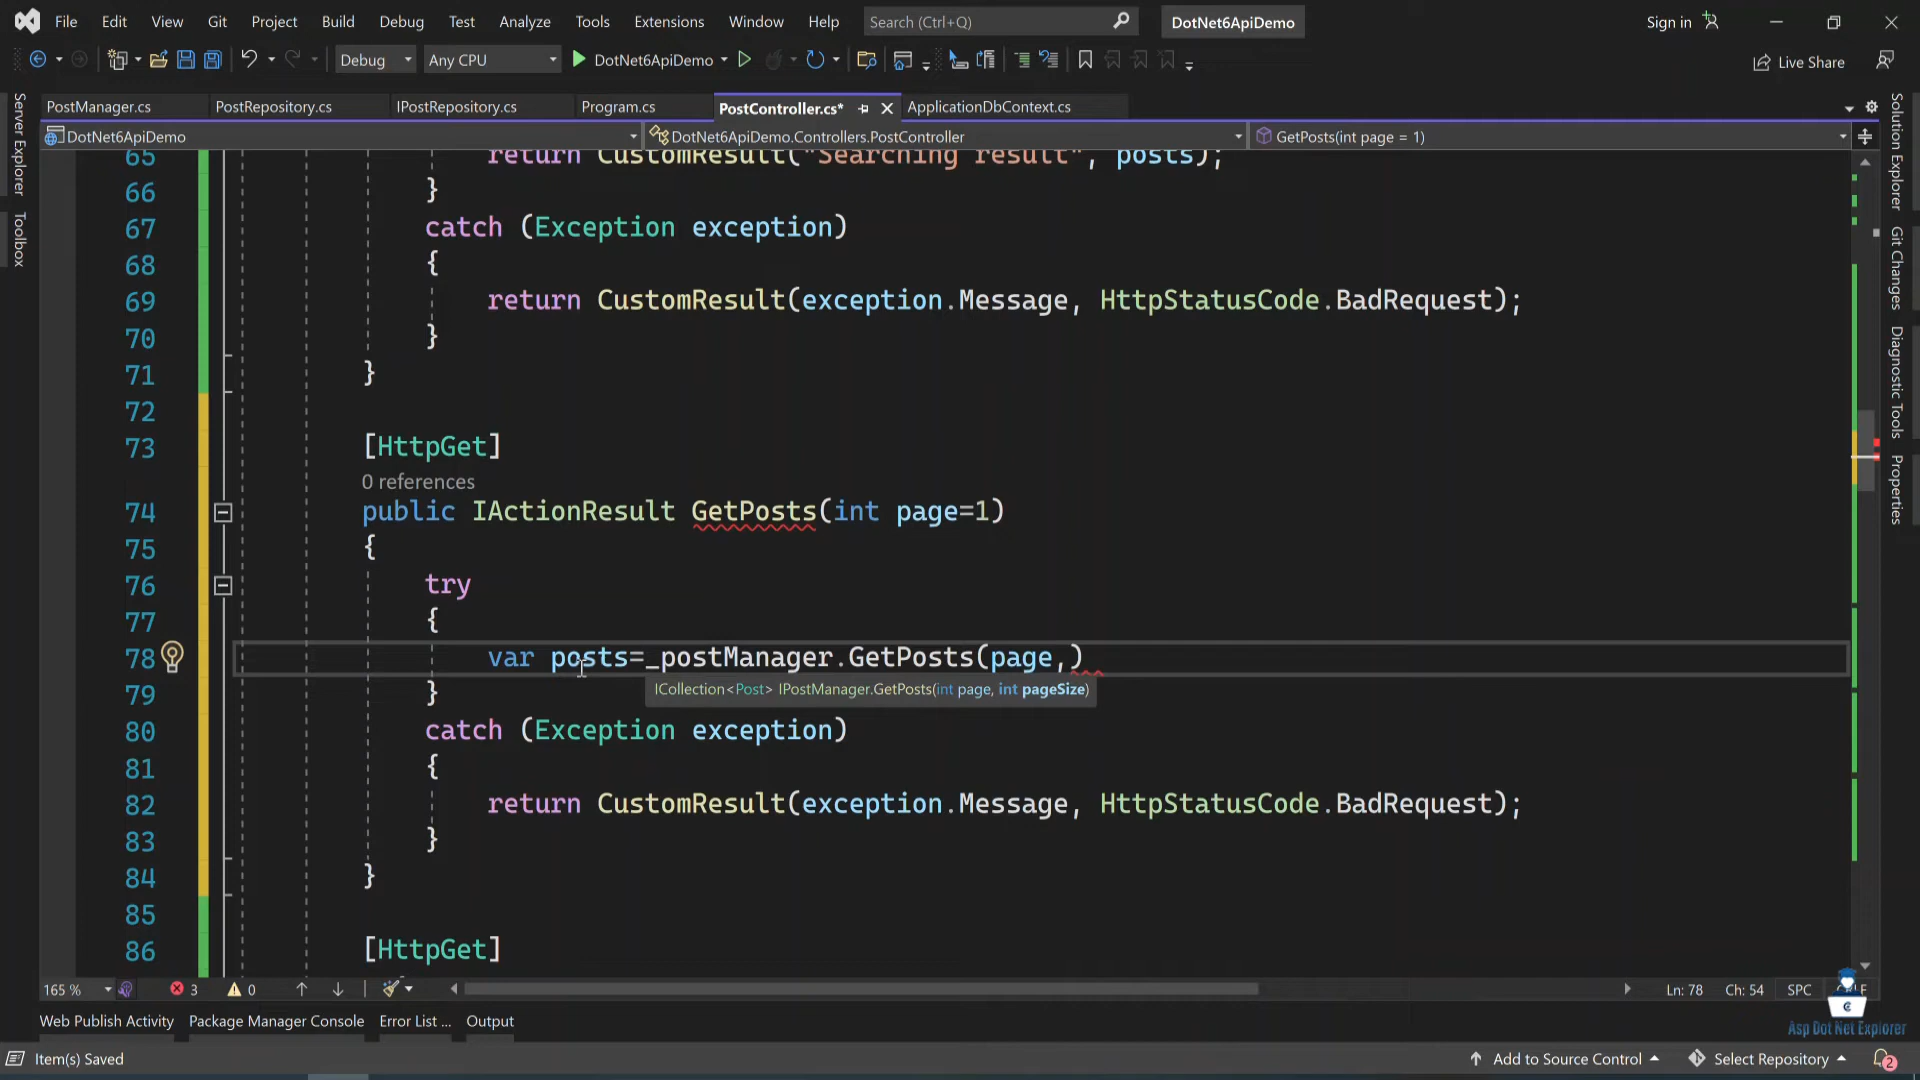 File Edit View Git Project Build Debug Test Analyze Tools Extensions Window Help Search (Ctrl+Q) DotNet6ApiDemo Sign in
Debug Any CPU DotNet6ApiDemo Live Share
PostManager.cs PostRepository.cs IPostRepository.cs Program.cs PostController.cs* ApplicationDbContext.cs
DotNet6ApiDemo DotNet6ApiDemo.Controllers.PostController GetPosts(int page = 1)
Server Explorer
Toolbox
65 return CustomResult("Searching result", posts);
66 }
67 catch (Exception exception)
68 {
69 return CustomResult(exception.Message, HttpStatusCode.BadRequest);
70 }
71 }
72
73 [HttpGet]
0 references
74 public IActionResult GetPosts(int page=1)
75 {
76 try
77 {
78 var posts=_postManager.GetPosts(page,)
ICollection<Post> IPostManager.GetPosts(int page, int pageSize)
79 }
80 catch (Exception exception)
81 {
82 return CustomResult(exception.Message, HttpStatusCode.BadRequest);
83 }
84 }
85
86 [HttpGet]
Solution Explorer
Git Changes
Diagnostic Tools
Properties
165 % 3 0 Ln: 78 Ch: 54 SPC
Asp Dot Net Explorer
Web Publish Activity Package Manager Console Error List ... Output
Item(s) Saved Add to Source Control Select Repository 2